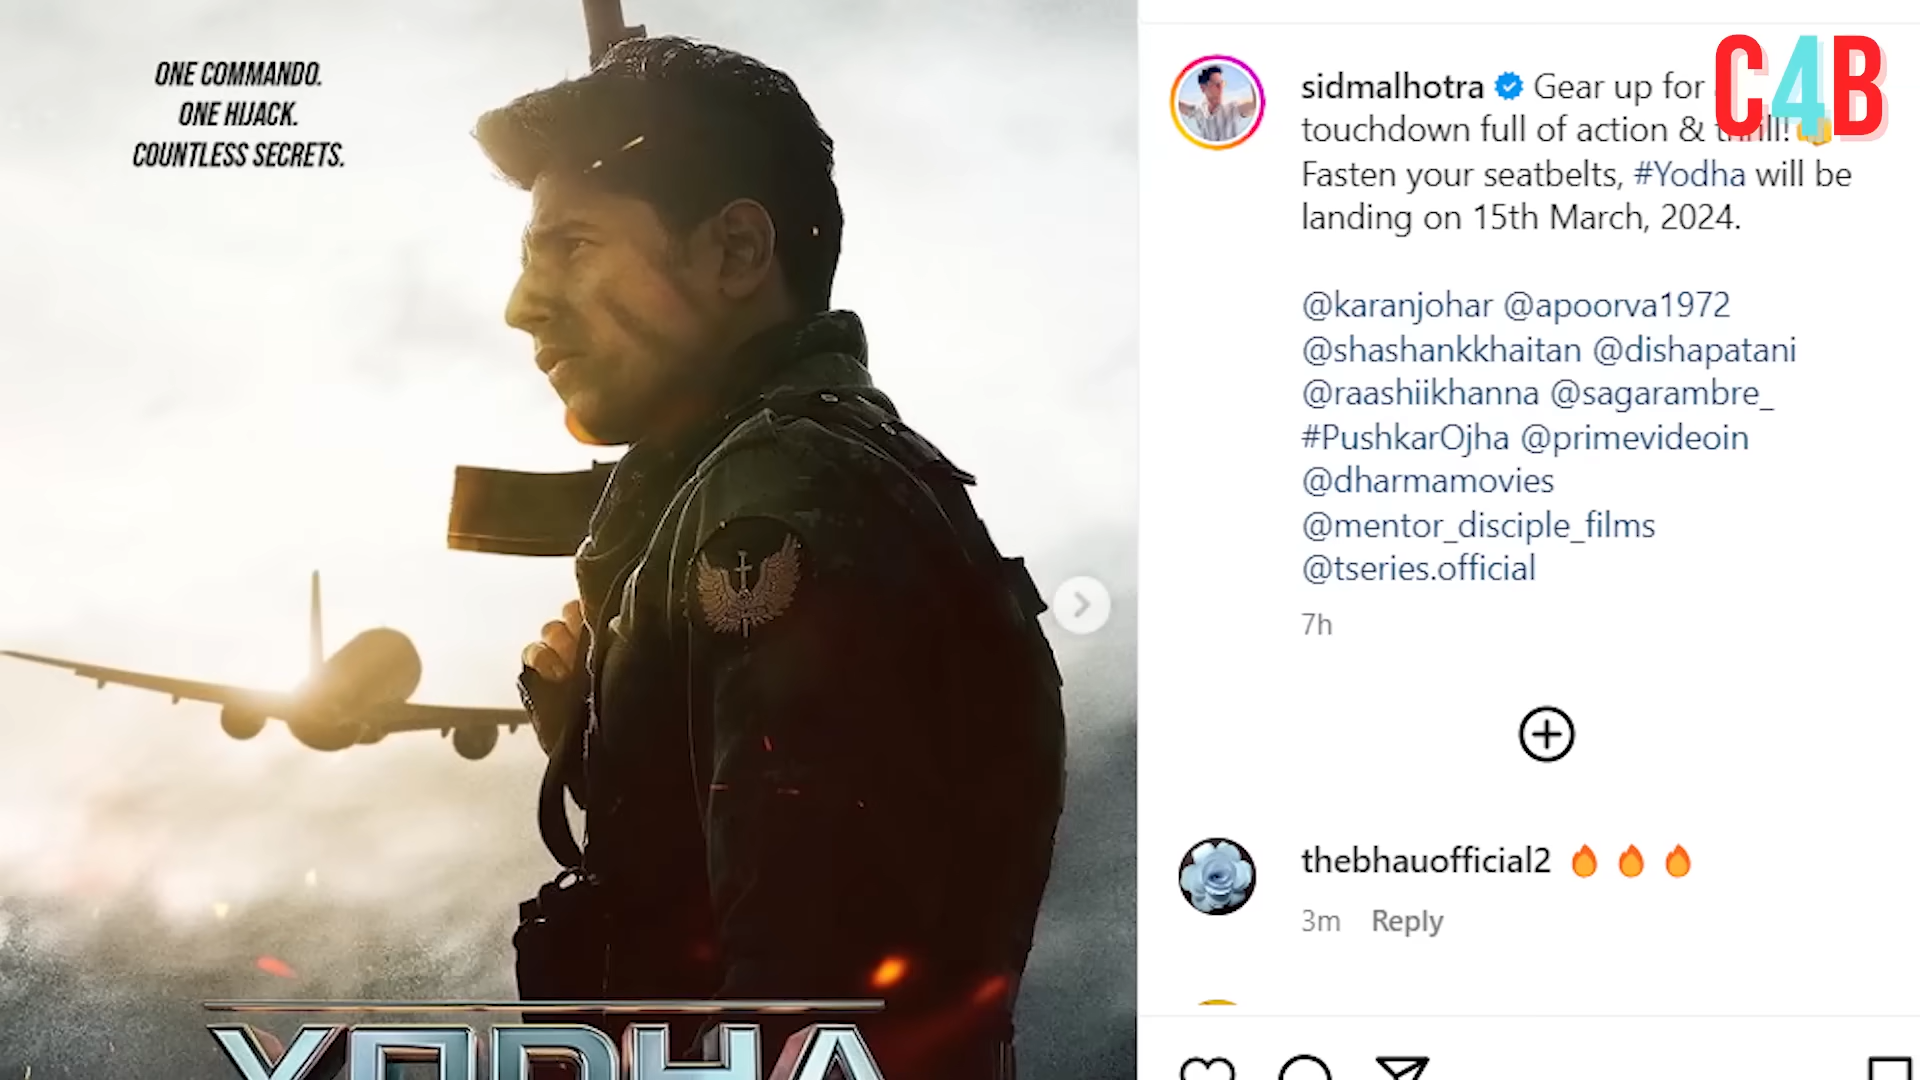 ONE COMMANDO.
ONE HIJACK.
COUNTLESS SECRETS.
YODHA
C4B
sidmalhotra Gear up for
touchdown full of action & thrill!
Fasten your seatbelts, #Yodha will be
landing on 15th March, 2024.
@karanjohar @apoorva1972
@shashankkhaitan @dishapatani
@raashiikhanna @sagarambre_
#PushkarOjha @primevideoin
@dharmamovies
@mentor_disciple_films
@tseries.official
7h
thebhauofficial2 🔥 🔥 🔥
3m Reply